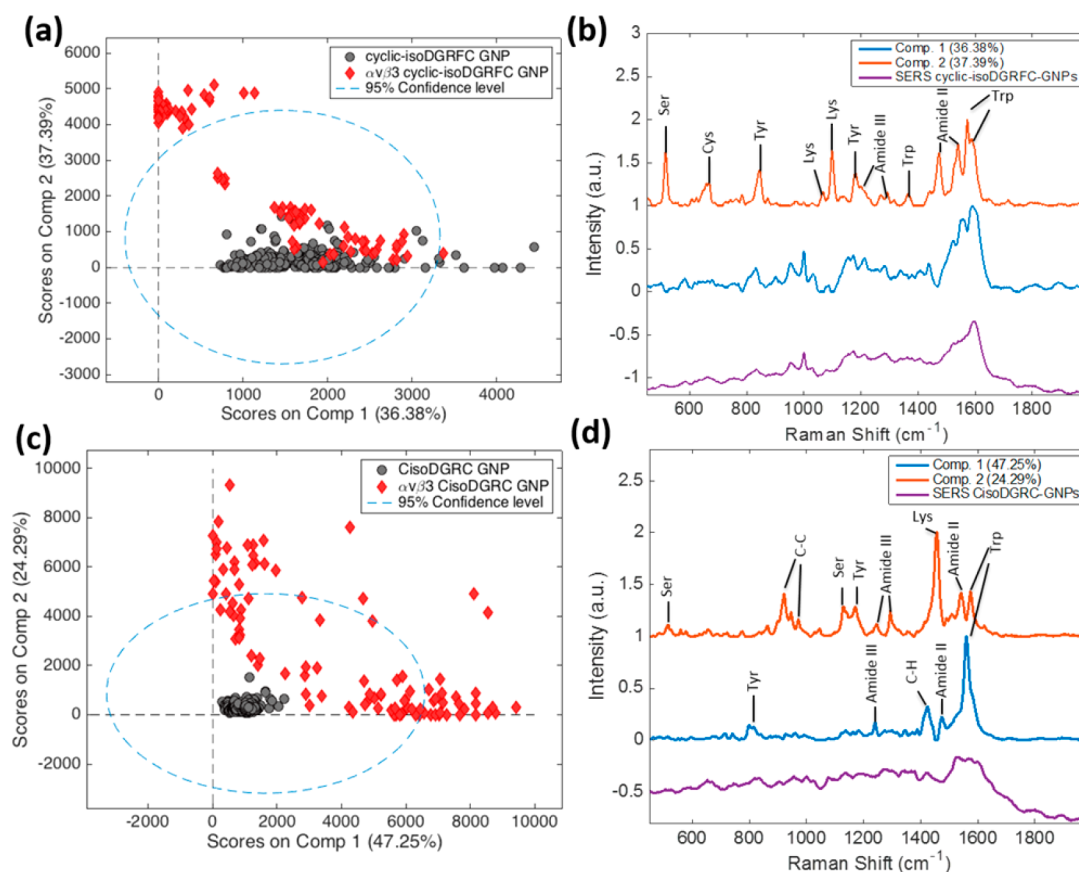 (a)
cyclic-isoDGRFC GNP
αvβ3 cyclic-isoDGRFC GNP
95% Confidence level
6000
5000
4000
3000
2000
1000
0
-1000
-2000
-3000
Scores on Comp 2 (37.39%)
0 1000 2000 3000 4000
Scores on Comp 1 (36.38%)
(b)
Comp. 1 (36.38%)
Comp. 2 (37.39%)
SERS cyclic-isoDGRFC-GNPs
3
2.5
2
1.5
1
0.5
0
-0.5
-1
Intensity (a.u.)
Ser
Cys
Tyr
Lys
Lys
Tyr
Amide III
Trp
Amide II
Trp
600 800 1000 1200 1400 1600 1800
Raman Shift (cm-1)
(c)
CisoDGRC GNP
αvβ3 CisoDGRC GNP
95% Confidence level
10000
8000
6000
4000
2000
0
-2000
Scores on Comp 2 (24.29%)
-2000 0 2000 4000 6000 8000 10000
Scores on Comp 1 (47.25%)
(d)
Comp. 1 (47.25%)
Comp. 2 (24.29%)
SERS CisoDGRC-GNPs
2.5
2
1.5
1
0.5
0
-0.5
Intensity (a.u.)
Ser
C-C
Ser
Tyr
Amide III
Lys
Amide II
Trp
Tyr
Amide III
C-H
Amide II
600 800 1000 1200 1400 1600 1800
Raman Shift (cm-1)